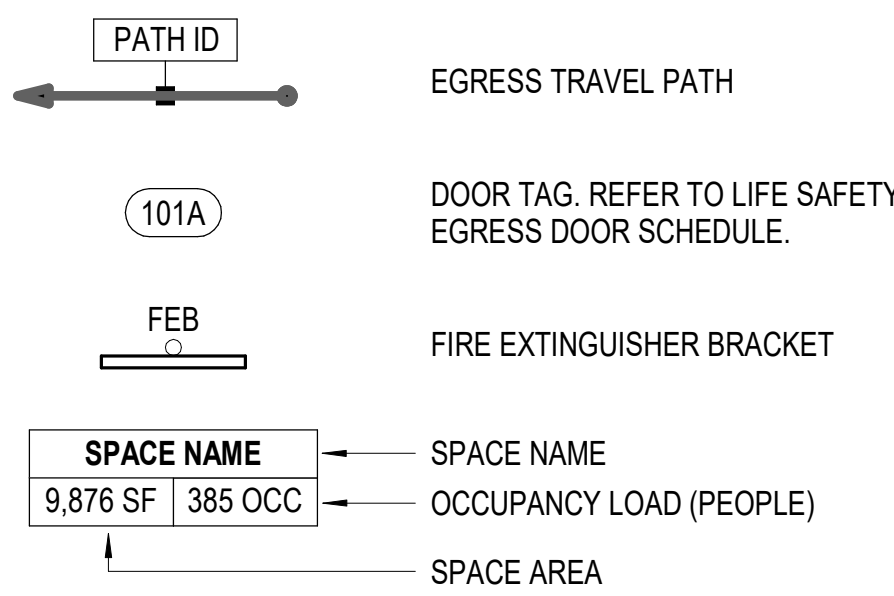 PATH ID
EGRESS TRAVEL PATH
101A
DOOR TAG. REFER TO LIFE SAFETY
EGRESS DOOR SCHEDULE.
FEB
FIRE EXTINGUISHER BRACKET
SPACE NAME
SPACE NAME
9,876 SF
385 OCC
OCCUPANCY LOAD (PEOPLE)
SPACE AREA